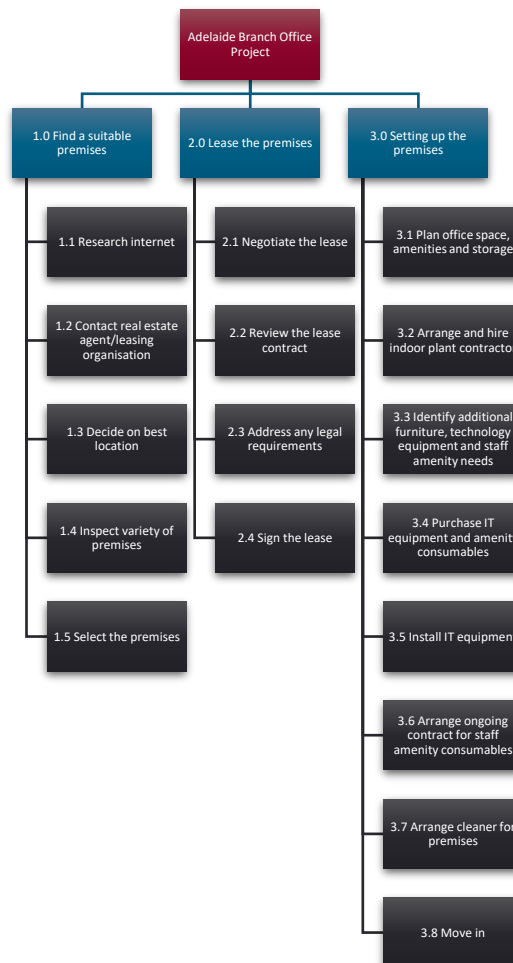 Adelaide Branch Office
Project
1.0 Find a suitable
premises
2.0 Lease the premises
3.0 Setting up the
premises
1.1 Research internet
1.2 Contact real estate
agent/leasing
organisation
1.3 Decide on best
location
1.4 Inspect variety of
premises
1.5 Select the premises
2.1 Negotiate the lease
2.2 Review the lease
contract
2.3 Address any legal
requirements
2.4 Sign the lease
3.1 Plan office space,
amenities and storage
3.2 Arrange and hire
indoor plant contractor
3.3 Identify additional
furniture, technology
equipment and staff
amenity needs
3.4 Purchase IT
equipment and amenity
consumables
3.5 Install IT equipment
3.6 Arrange ongoing
contract for staff
amenity consumables
3.7 Arrange cleaner for
premises
3.8 Move in